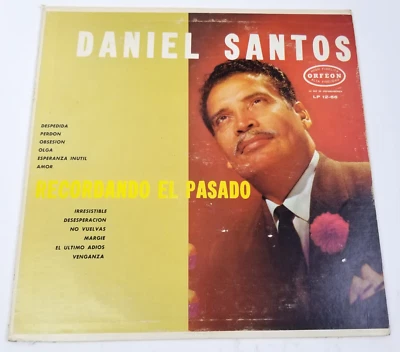 DANIEL SANTOS
ORFEON
LP 12-66
DESPEDIDA
PERDON
OBSESION
OLGA
ESPERANZA INUTIL
AMOR
RECORDANDO EL PASADO
IRRESISTIBLE
DESESPERACION
NO VUELVAS
MARGIE
EL ULTIMO ADIOS
VENGANZA